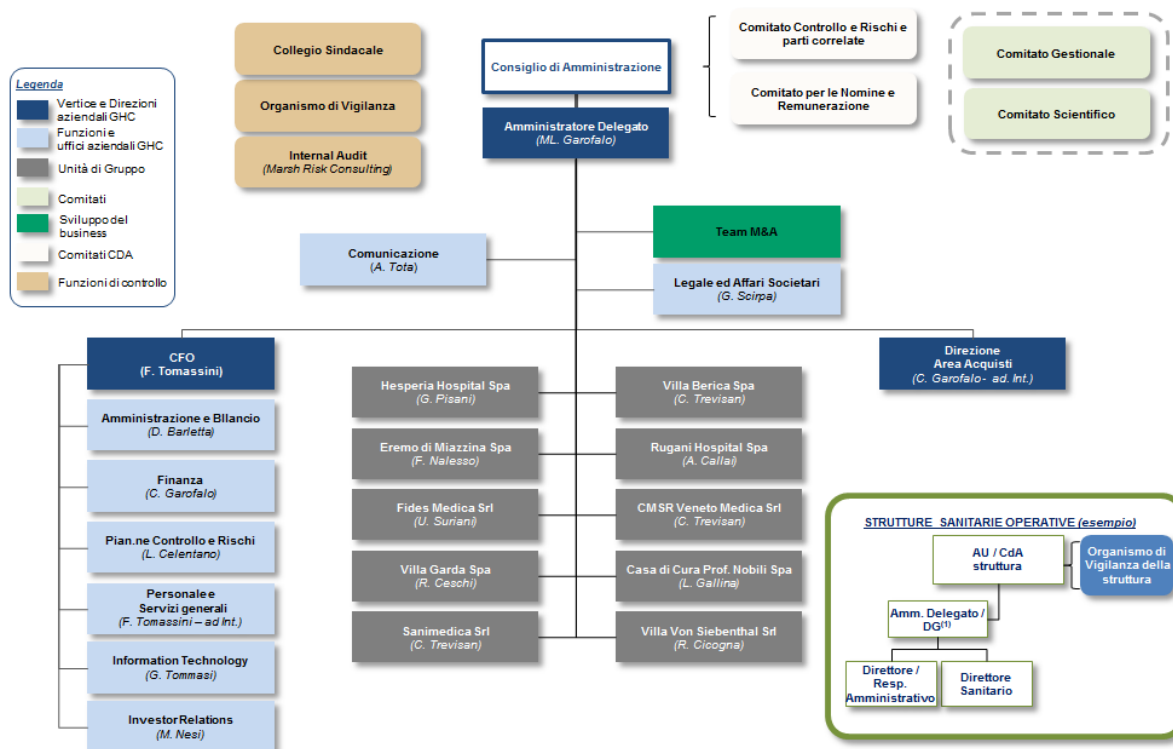 Collegio Sindacale
Organismo di Vigilanza
Internal Audit
(Marsh Risk Consulting)
Consiglio di Amministrazione
Amministratore Delegato
(ML. Garofalo)
Comitato Controllo e Rischi e
parti correlate
Comitato per le Nomine e
Remunerazione
Comitato Gestionale
Comitato Scientifico
Legenda
Vertice e Direzioni
aziendali GHC
Funzioni e
uffici aziendali GHC
Unità di Gruppo
Comitati
Sviluppo del
business
Comitati CDA
Funzioni di controllo
Comunicazione
(A. Tota)
Team M&A
Legale ed Affari Societari
(G. Scirpa)
CFO
(F. Tomassini)
Amministrazione e BIlancio
(D. Barletta)
Finanza
(C. Garofalo)
Pian.ne Controllo e Rischi
(L. Celentano)
Personale e
Servizi generali
(F. Tomassini – ad Int.)
Information Technology
(G. Tommasi)
Investor Relations
(M. Nesi)
Hesperia Hospital Spa
(G. Pisani)
Eremo di Miazzina Spa
(F. Nalesso)
Fides Medica Srl
(U. Suriani)
Villa Garda Spa
(R. Ceschi)
Sanimedica Srl
(C. Trevisan)
Villa Berica Spa
(C. Trevisan)
Rugani Hospital Spa
(A. Callai)
CMSR Veneto Medica Srl
(C. Trevisan)
Casa di Cura Prof. Nobili Spa
(L. Gallina)
Villa Von Siebenthal Srl
(R. Cicogna)
Direzione
Area Acquisti
(C. Garofalo- ad. Int.)
STRUTTURE SANITARIE OPERATIVE (esempio)
AU / CdA
struttura
Organismo di
Vigilanza della
struttura
Amm. Delegato /
DG(1)
Direttore /
Resp.
Amministrativo
Direttore
Sanitario